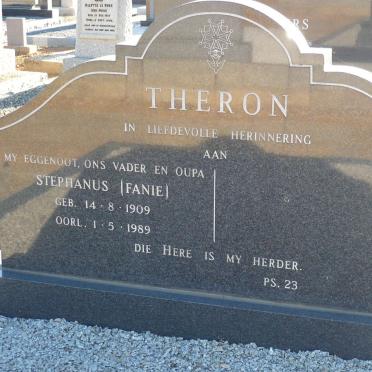 THERON
IN LIEFDEVOLLE HERINNERING
AAN
MY EGGENOOT, ONS VADER EN OUPA
STEPHANUS (FANIE)
GEB. 14 · 8 · 1909
OORL. 1 · 5 · 1989
DIE HERE IS MY HERDER.
PS. 23